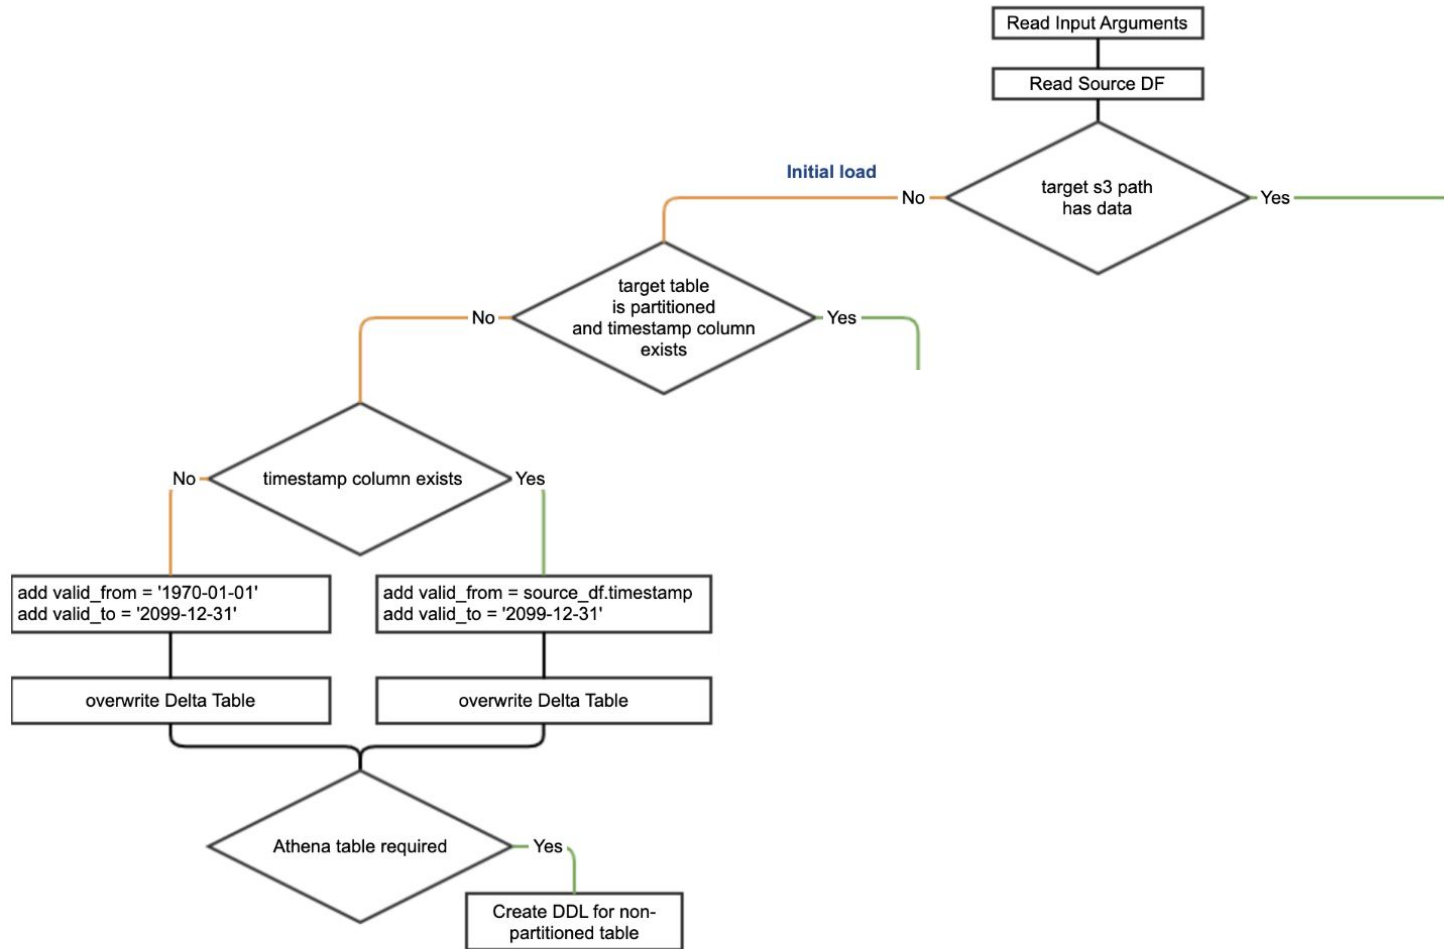 Read Input Arguments
Read Source DF
target s3 path
has data
Initial load
No
Yes
target table
is partitioned
and timestamp column
exists
No
Yes
timestamp column exists
No
Yes
add valid_from = '1970-01-01'
add valid_to = '2099-12-31'
add valid_from = source_df.timestamp
add valid_to = '2099-12-31'
overwrite Delta Table
overwrite Delta Table
Athena table required
Yes
Create DDL for non-
partitioned table